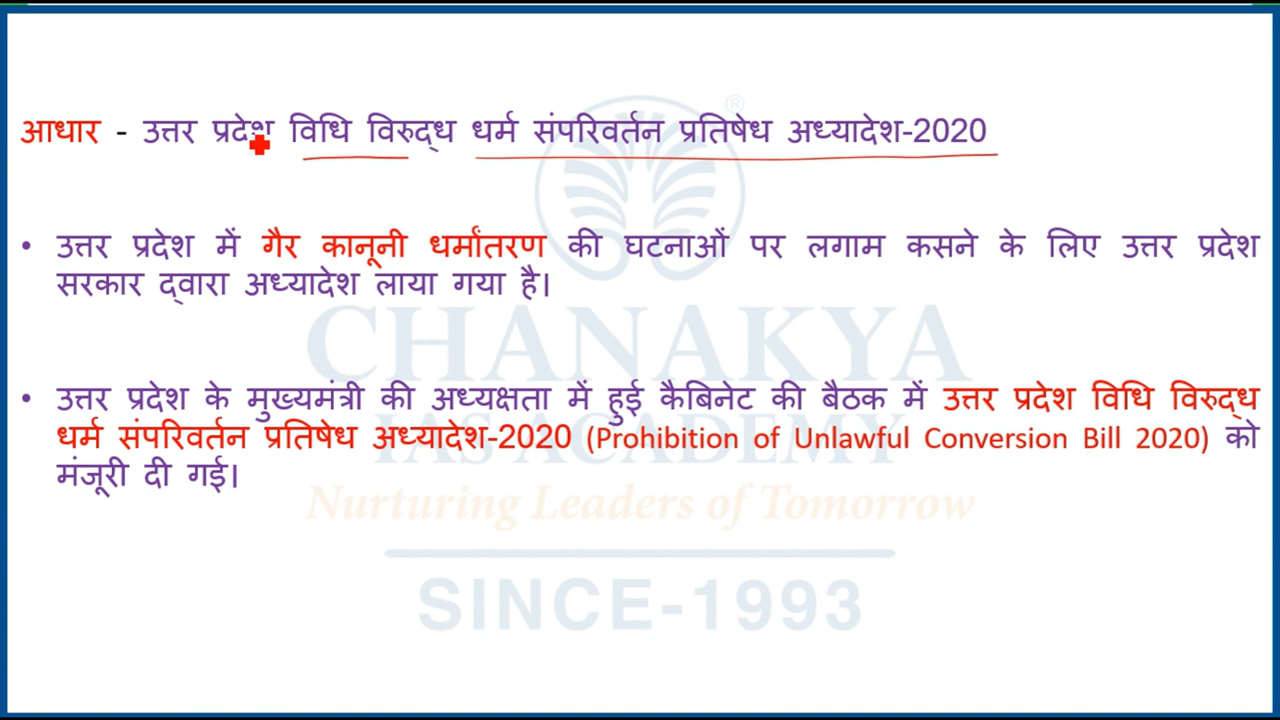 आधार - उत्तर प्रदेश विधि विरुद्ध धर्म संपरिवर्तन प्रतिषेध अध्यादेश-2020
• उत्तर प्रदेश में गैर कानूनी धर्मांतरण की घटनाओं पर लगाम कसने के लिए उत्तर प्रदेश
सरकार द्वारा अध्यादेश लाया गया है।
• उत्तर प्रदेश के मुख्यमंत्री की अध्यक्षता में हुई कैबिनेट की बैठक में उत्तर प्रदेश विधि विरुद्ध
धर्म संपरिवर्तन प्रतिषेध अध्यादेश-2020 (Prohibition of Unlawful Conversion Bill 2020) को
मंजूरी दी गई।
®
CHANAKYA
IAS ACADEMY
Nurturing Leaders of Tomorrow
SINCE-1993